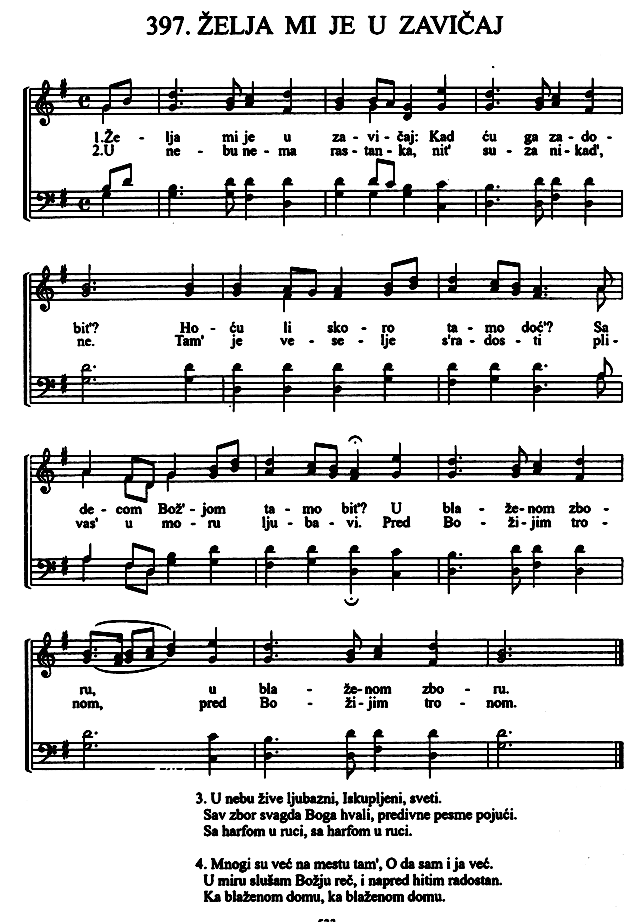 397. ŽELJA MI JE U ZAVIČAJ
1.Že - lja mi je u za - vi - čaj: Kad ću ga za - do -
2.U ne - bu ne - ma ras - tan - ka, nit' su - za ni - kad',
bit'? Ho - ću li sko - ro ta - mo doć'? Sa
ne. Tam' je ve - se - lje s'ra - dos - ti pli -
de - com Bož' - jom ta - mo bit'? U bla - že - nom zbo -
vas' u mo - ru lju - ba - vi. Pred Bo - ži - jim tro -
ru, u bla - že - nom zbo - ru.
nom, pred Bo - ži - jim tro - nom.
3. U nebu žive ljubazni, Iskupljeni, sveti.
Sav zbor svagda Boga hvali, predivne pesme pojući.
Sa harfom u ruci, sa harfom u ruci.
4. Mnogi su već na mestu tam', O da sam i ja već.
U miru slušam Božju reč, i napred hitim radostan.
Ka blaženom domu, ka blaženom domu.